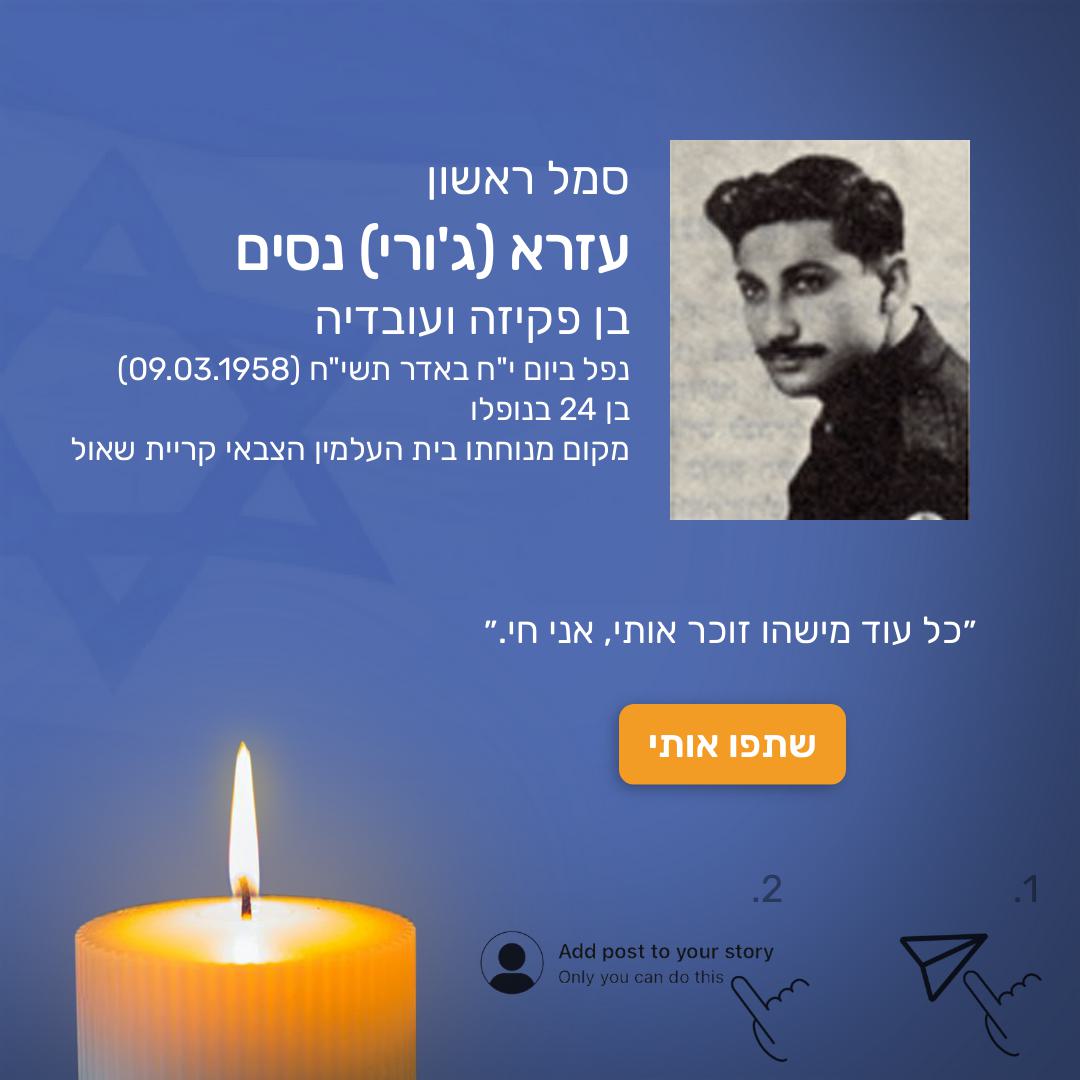 סמל ראשון
עזרא (ג'ורי) נסים
בן פקיזה ועובדיה
נפל ביום י"ח באדר תשי"ח (09.03.1958)
בן 24 בנופלו
מקום מנוחתו בית העלמין הצבאי קריית שאול
״כל עוד מישהו זוכר אותי, אני חי.״
שתפו אותי
1.
2.
Add post to your story
Only you can do this